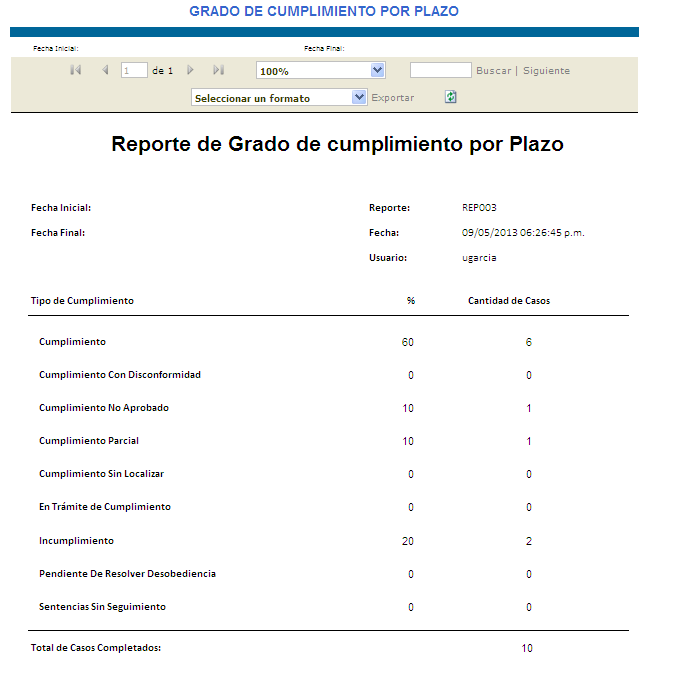 GRADO DE CUMPLIMIENTO POR PLAZO
Fecha Inicial: Fecha Final:
1 de 1 100% Buscar | Siguiente
Seleccionar un formato Exportar
Reporte de Grado de cumplimiento por Plazo
Fecha Inicial: Reporte: REP003
Fecha Final: Fecha: 09/05/2013 06:26:45 p.m.
Usuario: ugarcia
Tipo de Cumplimiento % Cantidad de Casos
Cumplimiento 60 6
Cumplimiento Con Disconformidad 0 0
Cumplimiento No Aprobado 10 1
Cumplimiento Parcial 10 1
Cumplimiento Sin Localizar 0 0
En Trámite de Cumplimiento 0 0
Incumplimiento 20 2
Pendiente De Resolver Desobediencia 0 0
Sentencias Sin Seguimiento 0 0
Total de Casos Completados: 10